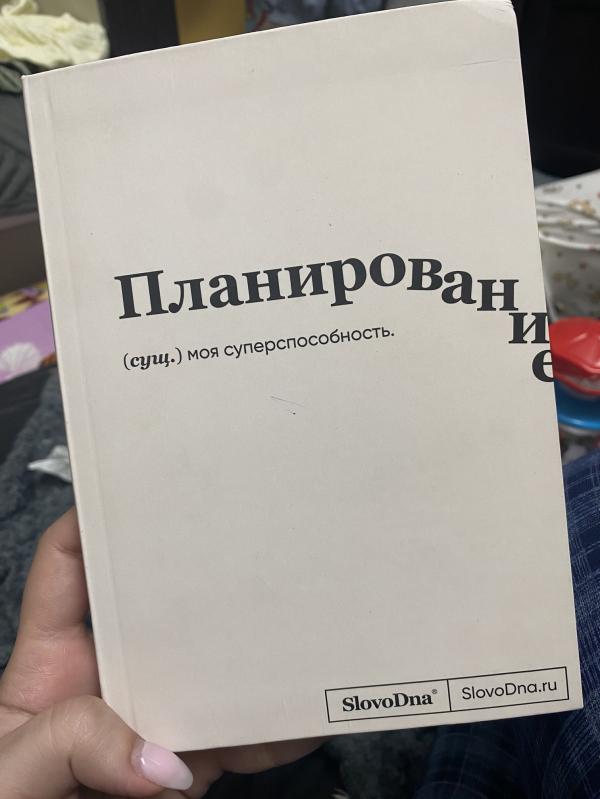 Планирование
(сущ.) моя суперспособность.
SlovoDna® SlovoDna.ru